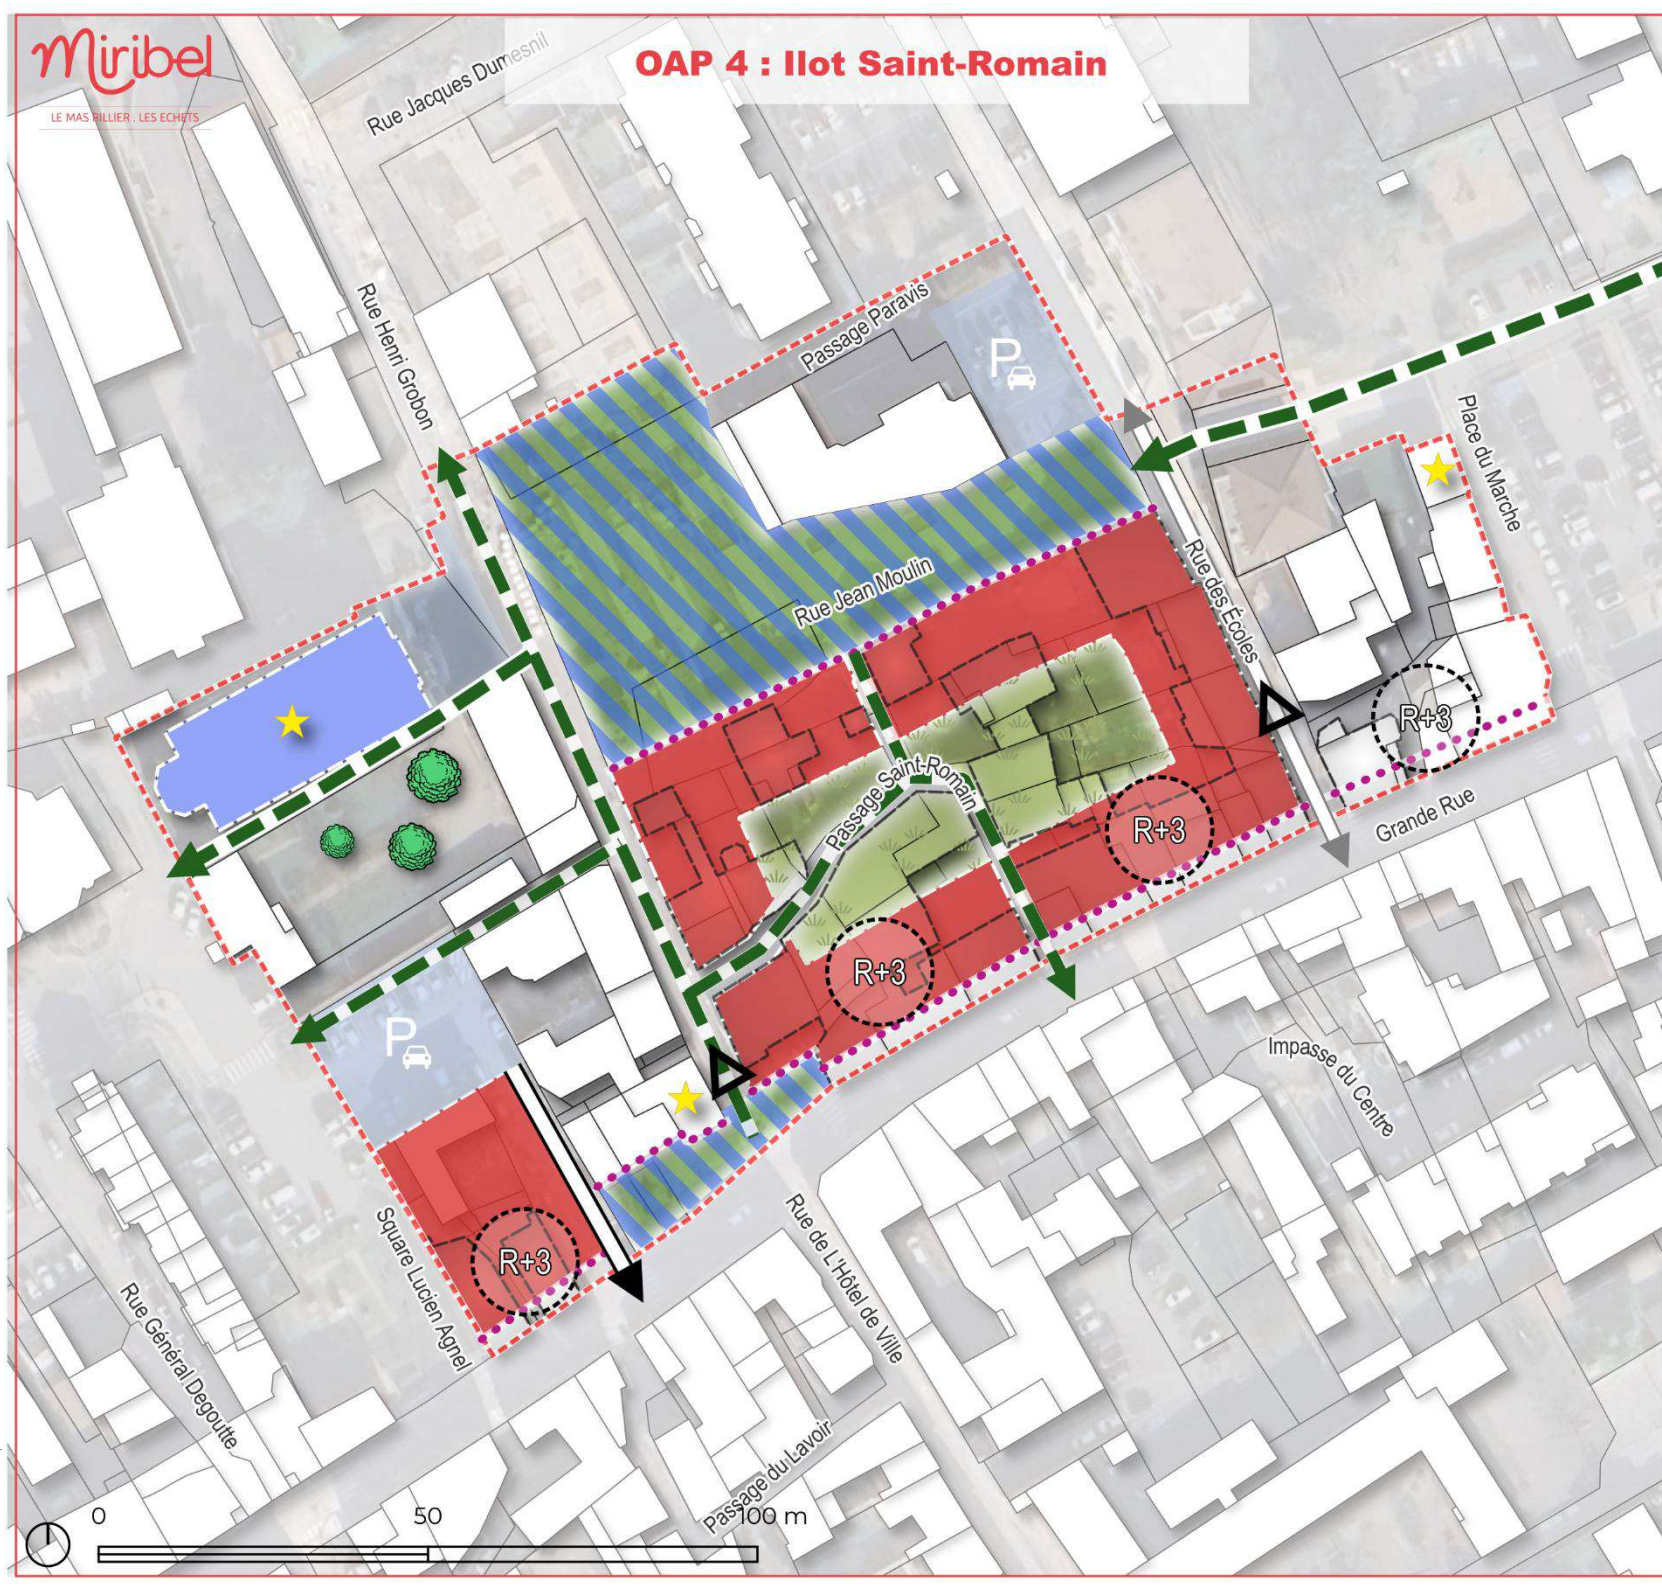 Miribel
LE MAS RILLIER . LES ECHETS
OAP 4 : Ilot Saint-Romain
Rue Jacques Dumesnil
Rue Henri Grobon
Passage Paravis
P
Place du Marche
Rue Jean Moulin
Rue des Écoles
R+3
Passage Saint-Romain
R+3
Grande Rue
R+3
P
Impasse du Centre
R+3
Square Lucien Agnel
Rue de L'Hôtel de Ville
Rue Général Degoutte
Passage du Lavoir
0 50 100 m